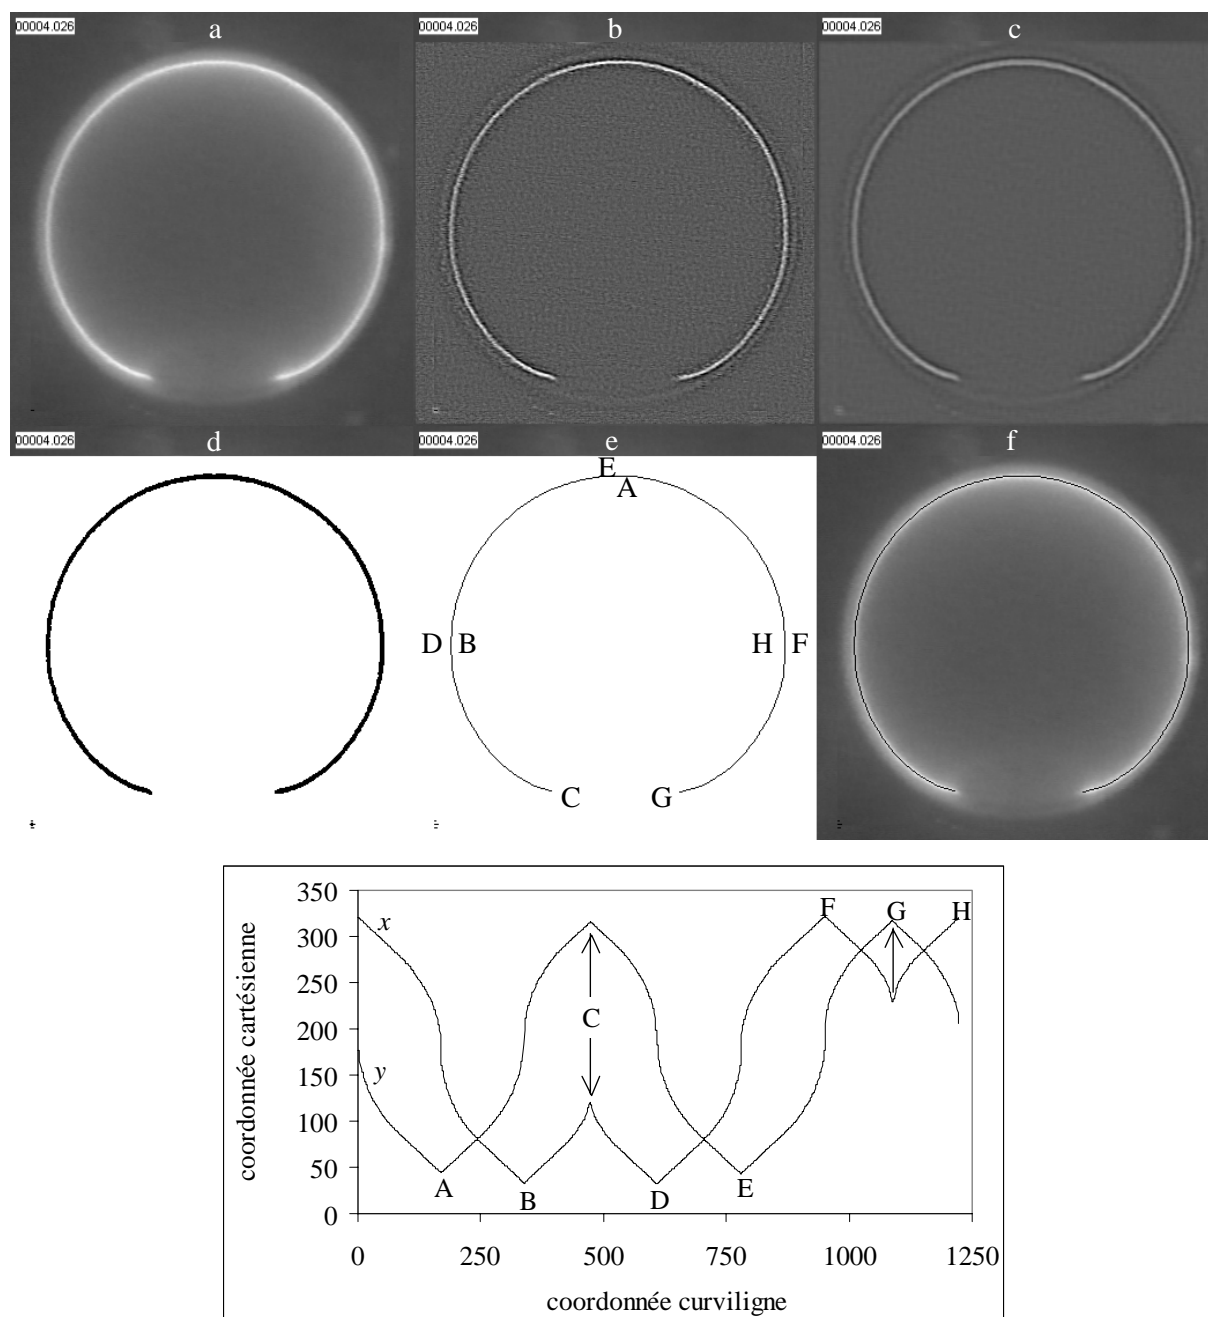 00004.026 a 00004.026 b 00004.026 c
00004.026 d 00004.026 e 00004.026 f
E
A
D B H F
C G
350
300
250
200
150
100
50
0
coordonnée cartésienne
x
y
F G H
C
A B D E
0 250 500 750 1000 1250
coordonnée curviligne